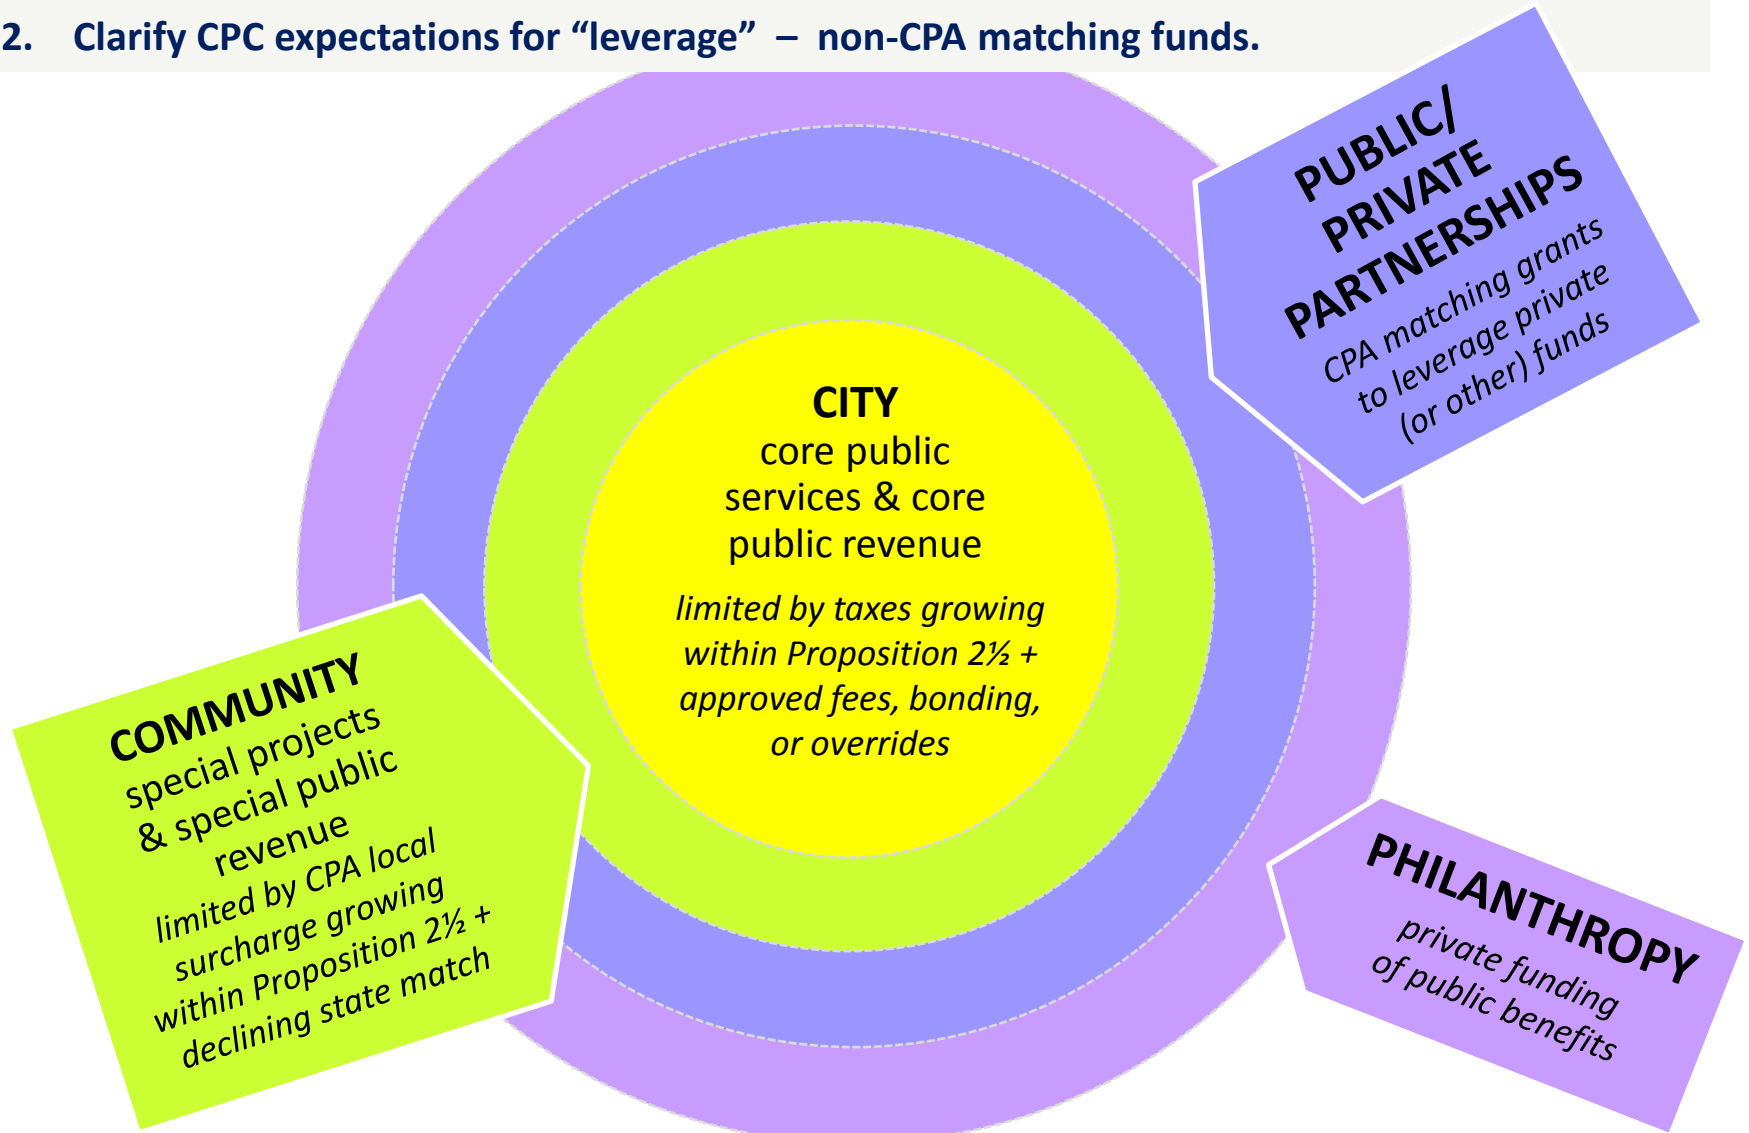 2. Clarify CPC expectations for “leverage” – non-CPA matching funds.
PUBLIC/
PRIVATE
PARTNERSHIPS
CPA matching grants
to leverage private
(or other) funds
CITY
core public
services & core
public revenue
limited by taxes growing
within Proposition 2½ +
approved fees, bonding,
or overrides
COMMUNITY
special projects
& special public
revenue
limited by CPA local
surcharge growing
within Proposition 2½ +
declining state match
PHILANTHROPY
private funding
of public benefits